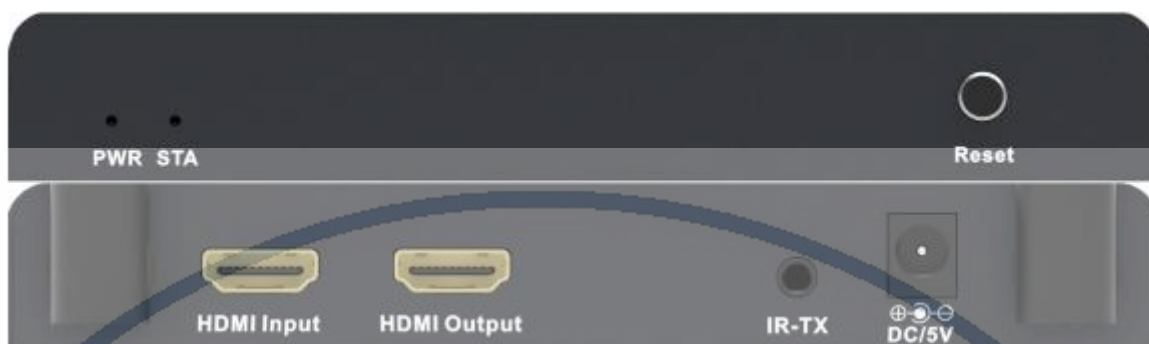 PWR STA
Reset
HDMI Input HDMI Output IR-TX DC/5V